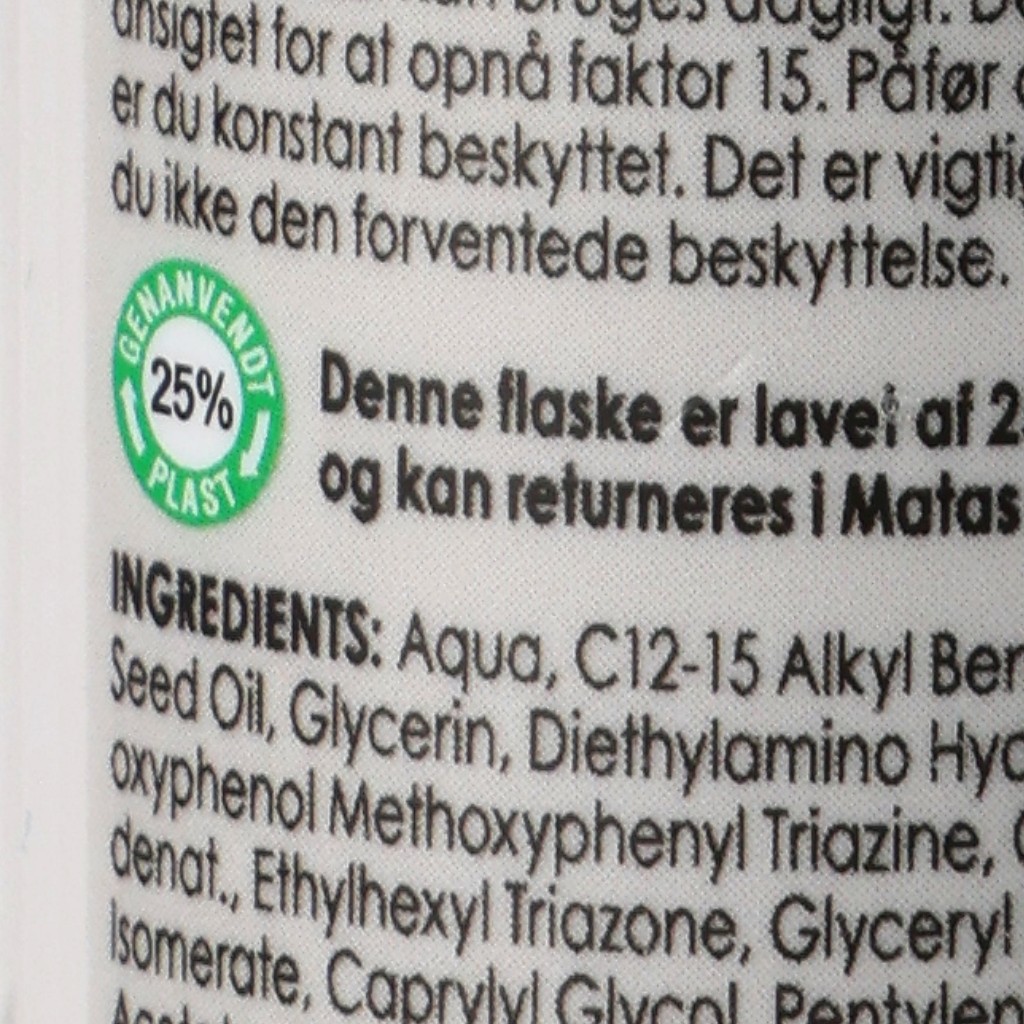 ansigtet for at opnå faktor 15. Påfør
er du konstant beskyttet. Det er
du ikke den forventede beskyttelse.
GENANVENDT
25%
PLAST
Denne flaske er lavet af
og kan returneres i Matas
INGREDIENTS: Aqua, C12-15 Alkyl
Seed Oil, Glycerin, Diethylamino
oxyphenol Methoxyphenyl Triazine,
denat., Ethylhexyl Triazone, Glyceryl
Isomerate, Caprylyl Glycol,